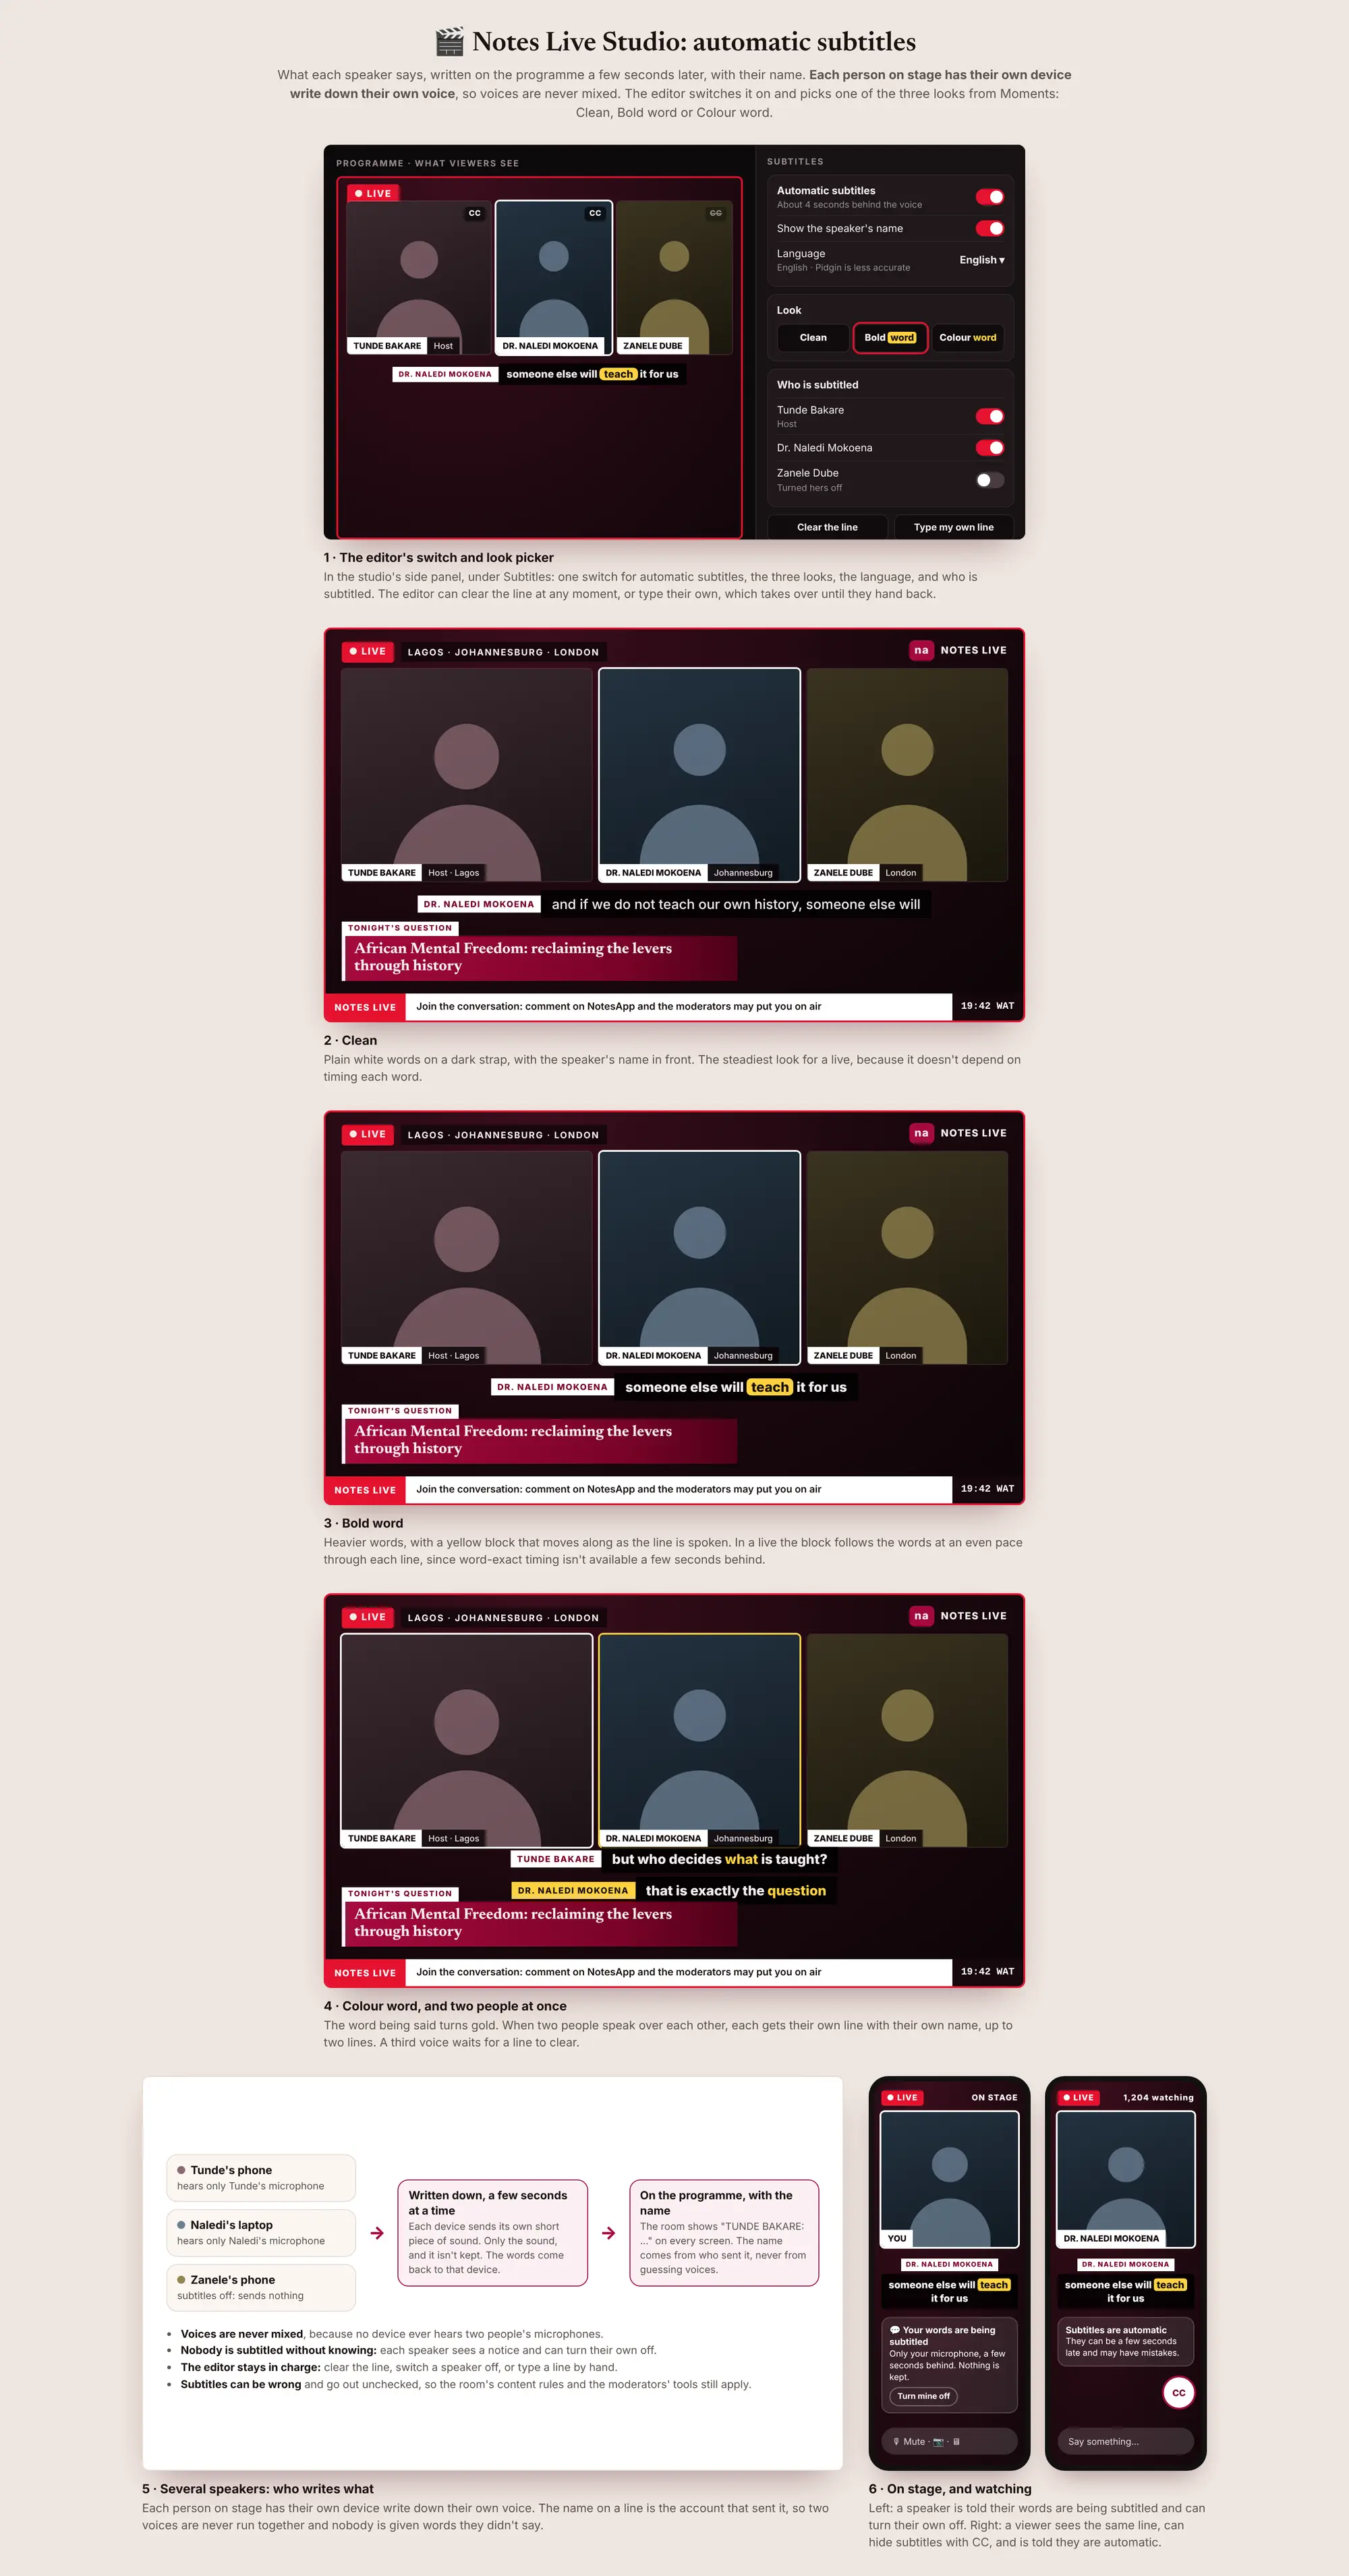 🎬 Notes Live Studio: automatic subtitles
What each speaker says, written on the programme a few seconds later, with their name. Each person on stage has their own device
write down their own voice, so voices are never mixed. The editor switches it on and picks one of the three looks from Moments:
Clean, Bold word or Colour word.
PROGRAMME · WHAT VIEWERS SEE
LIVE
CC
CC
CC
TUNDE BAKARE Host
DR. NALEDI MOKOENA
ZANELE DUBE
DR. NALEDI MOKOENA someone else will teach it for us
SUBTITLES
Automatic subtitles
About 4 seconds behind the voice
Show the speaker's name
Language
English · Pidgin is less accurate
English ▾
Look
Clean
Bold word
Colour word
Who is subtitled
Tunde Bakare
Host
Dr. Naledi Mokoena
Zanele Dube
Turned hers off
Clear the line
Type my own line
1 · The editor's switch and look picker
In the studio's side panel, under Subtitles: one switch for automatic subtitles, the three looks, the language, and who is
subtitled. The editor can clear the line at any moment, or type their own, which takes over until they hand back.
LIVE
LAGOS · JOHANNESBURG · LONDON
na NOTES LIVE
TUNDE BAKARE Host · Lagos
DR. NALEDI MOKOENA Johannesburg
ZANELE DUBE London
DR. NALEDI MOKOENA and if we do not teach our own history, someone else will
TONIGHT'S QUESTION
African Mental Freedom: reclaiming the levers
through history
NOTES LIVE Join the conversation: comment on NotesApp and the moderators may put you on air 19:42 WAT
2 · Clean
Plain white words on a dark strap, with the speaker's name in front. The steadiest look for a live, because it doesn't depend on
timing each word.
LIVE
LAGOS · JOHANNESBURG · LONDON
na NOTES LIVE
TUNDE BAKARE Host · Lagos
DR. NALEDI MOKOENA Johannesburg
ZANELE DUBE London
DR. NALEDI MOKOENA someone else will teach it for us
TONIGHT'S QUESTION
African Mental Freedom: reclaiming the levers
through history
NOTES LIVE Join the conversation: comment on NotesApp and the moderators may put you on air 19:42 WAT
3 · Bold word
Heavier words, with a yellow block that moves along as the line is spoken. In a live the block follows the words at an even pace
through each line, since word-exact timing isn't available a few seconds behind.
LIVE
LAGOS · JOHANNESBURG · LONDON
na NOTES LIVE
TUNDE BAKARE Host · Lagos
DR. NALEDI MOKOENA Johannesburg
ZANELE DUBE London
TUNDE BAKARE but who decides what is taught?
DR. NALEDI MOKOENA that is exactly the question
TONIGHT'S QUESTION
African Mental Freedom: reclaiming the levers
through history
NOTES LIVE Join the conversation: comment on NotesApp and the moderators may put you on air 19:42 WAT
4 · Colour word, and two people at once
The word being said turns gold. When two people speak over each other, each gets their own line with their own name, up to
two lines. A third voice waits for a line to clear.
Tunde's phone
hears only Tunde's microphone
Naledi's laptop
hears only Naledi's microphone
Zanele's phone
subtitles off: sends nothing
→
Written down, a few seconds
at a time
Each device sends its own short
piece of sound. Only the sound,
and it isn't kept. The words come
back to that device.
→
On the programme, with the
name
The room shows "TUNDE BAKARE:
..." on every screen. The name
comes from who sent it, never from
guessing voices.
• Voices are never mixed, because no device ever hears two people's microphones.
• Nobody is subtitled without knowing: each speaker sees a notice and can turn their own off.
• The editor stays in charge: clear the line, switch a speaker off, or type a line by hand.
• Subtitles can be wrong and go out unchecked, so the room's content rules and the moderators' tools still apply.
5 · Several speakers: who writes what
Each person on stage has their own device write down their own voice. The name on a line is the account that sent it, so two
voices are never run together and nobody is given words they didn't say.
LIVE
ON STAGE
YOU
DR. NALEDI MOKOENA
someone else will teach
it for us
💬 Your words are being
subtitled
Only your microphone, a few
seconds behind. Nothing is
kept.
Turn mine off
🎙 Mute · 📷 · 🖥
LIVE
1,204 watching
DR. NALEDI MOKOENA
DR. NALEDI MOKOENA
someone else will teach
it for us
Subtitles are automatic
They can be a few seconds
late and may have mistakes.
CC
Say something...
6 · On stage, and watching
Left: a speaker is told their words are being subtitled and can
turn their own off. Right: a viewer sees the same line, can
hide subtitles with CC, and is told they are automatic.